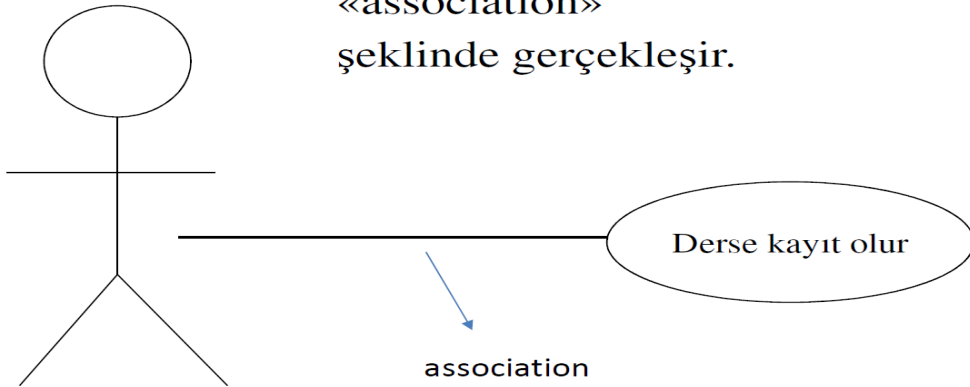 «association»
şeklinde gerçekleşir.
Derse kayıt olur
association